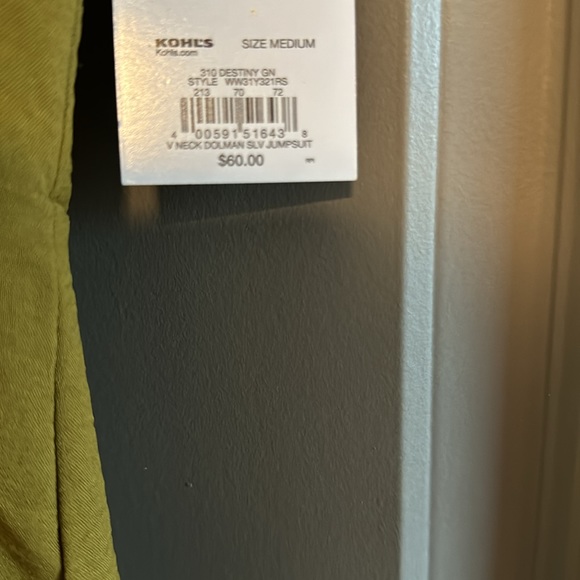 KOHL'S SIZE MEDIUM
Kohls.com
310 DESTINY GN
STYLE WW31Y321RS
213 70 72
4 00591 51643 8
V NECK DOLMAN SLV JUMPSUIT
$60.00